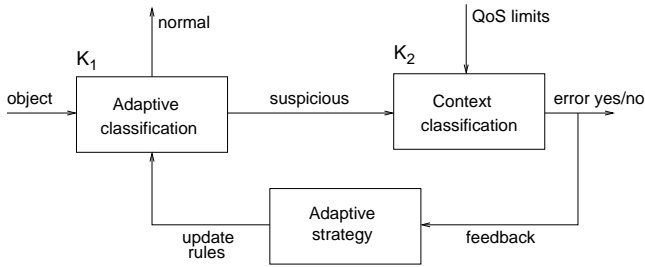 normal
QoS limits
K1
K2
object
Adaptive
classification
suspicious
Context
classification
error yes/no
Adaptive
strategy
update
rules
feedback